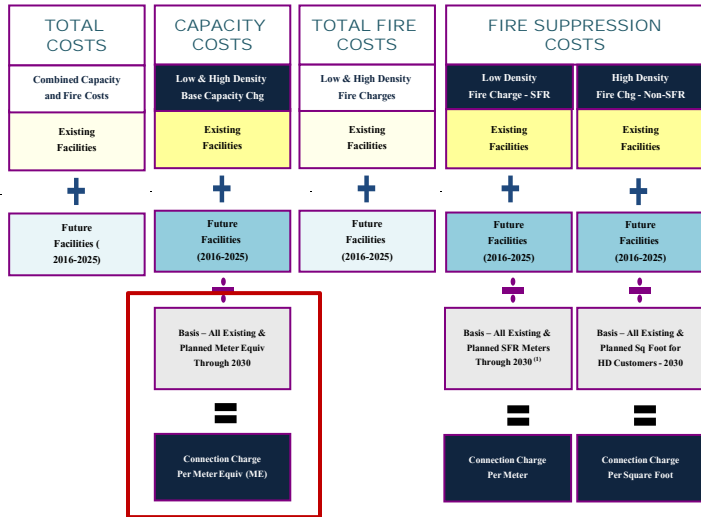 TOTAL
COSTS
CAPACITY
COSTS
TOTAL FIRE
COSTS
FIRE SUPPRESSION
COSTS
Combined Capacity
and Fire Costs
Low & High Density
Base Capacity Chg
Low & High Density
Fire Charges
Low Density
Fire Charge - SFR
High Density
Fire Chg - Non-SFR
Existing
Facilities
Existing
Facilities
Existing
Facilities
Existing
Facilities
Existing
Facilities
+
+
+
+
+
Future
Facilities (
2016-2025)
Future
Facilities
(2016-2025)
Future
Facilities
(2016-2025)
Future
Facilities
(2016-2025)
Future
Facilities
(2016-2025)
÷
÷
÷
Basis – All Existing &
Planned Meter Equiv
Through 2030
Basis – All Existing &
Planned SFR Meters
Through 2030 (1)
Basis – All Existing &
Planned Sq Foot for
HD Customers - 2030
=
=
=
Connection Charge
Per Meter Equiv (ME)
Connection Charge
Per Meter
Connection Charge
Per Square Foot